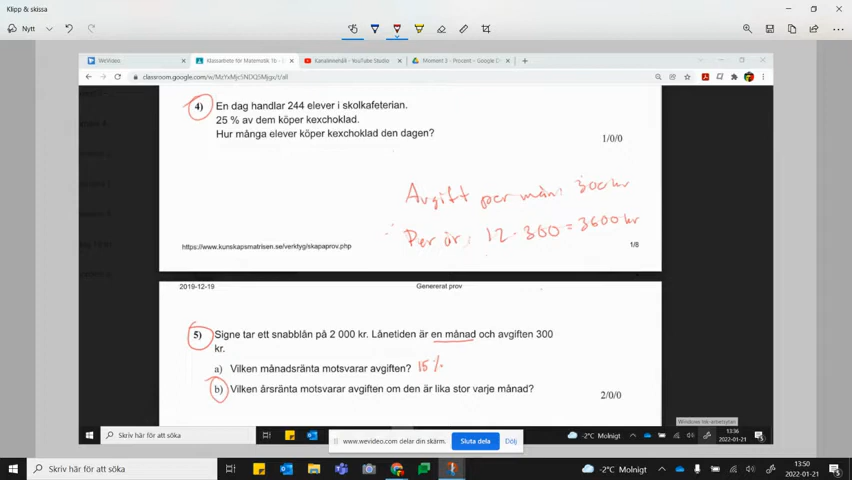 Klipp & skissa
Nytt
WeVideo
Klassarbete för Matematik 1b
Kanalinnehåll - YouTube Studio
Moment 3 - Procent - Google D
classroom.google.com/w/MzYxMjc5NDQ5Mjgx/t/all
4) En dag handlar 244 elever i skolkafeterian.
25 % av dem köper kexchoklad.
Hur många elever köper kexchoklad den dagen?
1/0/0
Avgift per mån: 300 kr
Per år: 12 · 300 = 3600 kr
https://www.kunskapsmatrisen.se/verktyg/skapaprov.php
1/8
2019-12-19
Genererat prov
5) Signe tar ett snabblån på 2 000 kr. Lånetiden är en månad och avgiften 300
kr.
a) Vilken månadsränta motsvarar avgiften? 15 %
b) Vilken årsränta motsvarar avgiften om den är lika stor varje månad?
2/0/0
Skriv här för att söka
www.wevideo.com delar din skärm.
Sluta dela
Dölj
-2°C Molnigt
13:36
2022-01-21
Skriv här för att söka
-2°C Molnigt
13:50
2022-01-21